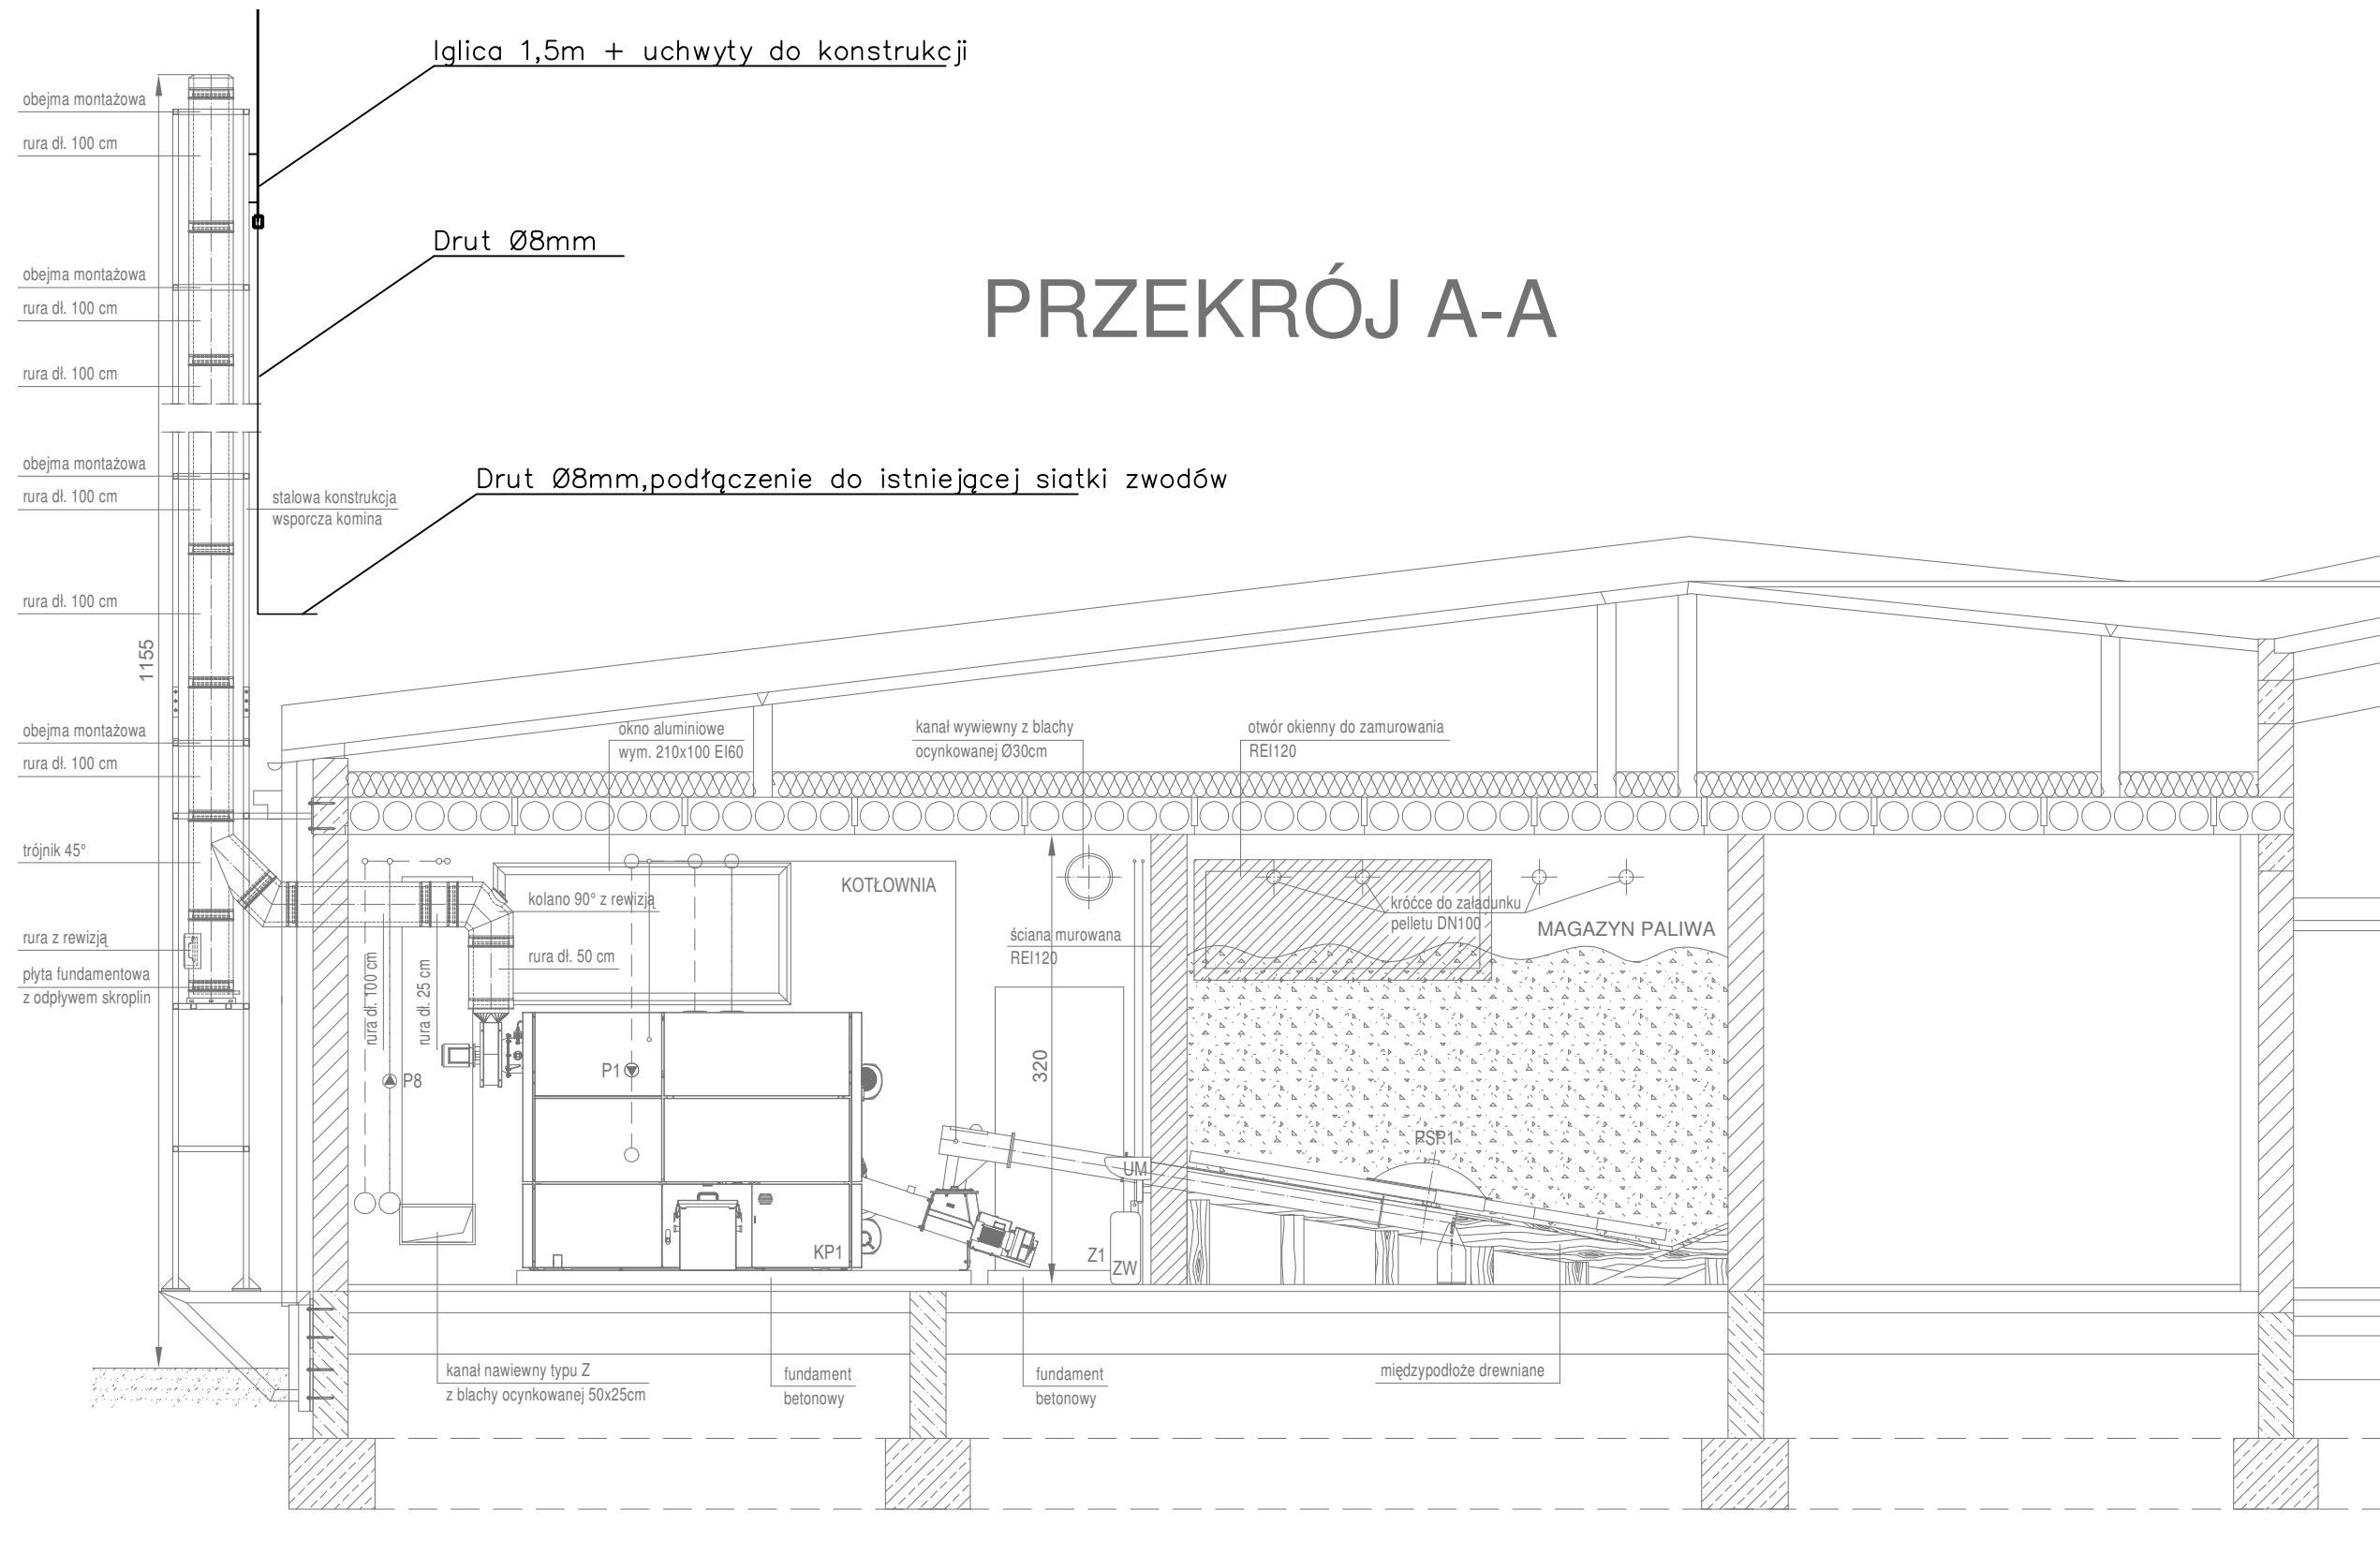 Iglica 1,5m + uchwyty do konstrukcji
obejma montażowa
rura dł. 100 cm
Drut Ø8mm
PRZEKRÓJ A-A
obejma montażowa
rura dł. 100 cm
rura dł. 100 cm
obejma montażowa
rura dł. 100 cm
stalowa konstrukcja
wsporcza komina
Drut Ø8mm,podłączenie do istniejącej siatki zwodów
rura dł. 100 cm
1155
obejma montażowa
rura dł. 100 cm
okno aluminiowe
wym. 210x100 EI60
kanał wywiewny z blachy
ocynkowanej Ø30cm
otwór okienny do zamurowania
REI120
trójnik 45°
KOTŁOWNIA
kolano 90° z rewizją
króćce do załadunku
pelletu DN100
MAGAZYN PALIWA
rura z rewizją
ściana murowana
REI120
rura dł. 50 cm
płyta fundamentowa
z odpływem skroplin
rura dł. 100 cm
rura dł. 25 cm
320
P1
P8
PSP1
UM
KP1
Z1
ZW
kanał nawiewny typu Z
z blachy ocynkowanej 50x25cm
fundament
betonowy
fundament
betonowy
międzypodłoże drewniane